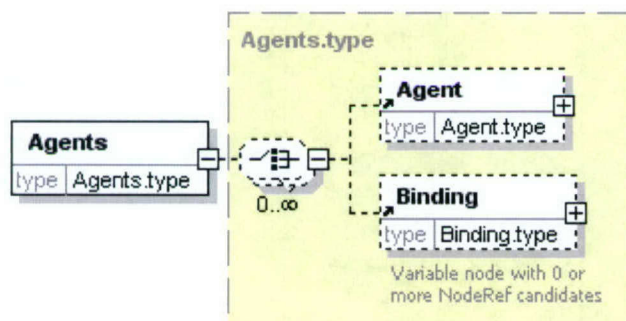 Agents.type
Agent
type Agent.type
Agents
type Agents.type
0..∞
Binding
type Binding.type
Variable node with 0 or
more NodeRef candidates